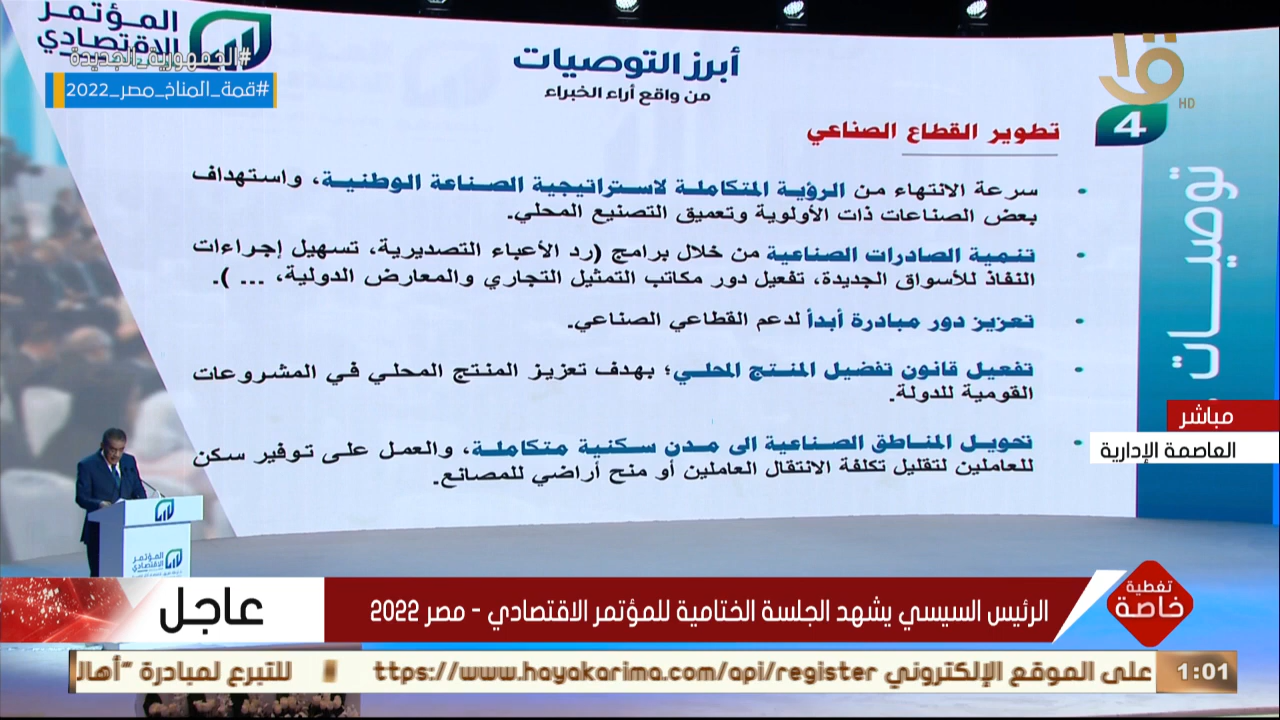 المؤتمر
الاقتصادي
#الجمهورية_الجديدة
#قمة_المناخ_مصر_2022
أبرز التوصيات
من واقع أراء الخبراء
HD
4
تطوير القطاع الصناعي
توصيـــات
• سرعة الانتهاء من الرؤية المتكاملة لاستراتيجية الصناعة الوطنية، واستهداف
بعض الصناعات ذات الأولوية وتعميق التصنيع المحلي.
• تنمية الصادرات الصناعية من خلال برامج (رد الأعباء التصديرية، تسهيل إجراءات
النفاذ للأسواق الجديدة، تفعيل دور مكاتب التمثيل التجاري والمعارض الدولية، ... ).
• تعزيز دور مبادرة أبدأ لدعم القطاعي الصناعي.
• تفعيل قانون تفضيل المنتج المحلي؛ بهدف تعزيز المنتج المحلي في المشروعات
القومية للدولة.
• تحويل المناطق الصناعية الى مدن سكنية متكاملة، والعمل على توفير سكن
للعاملين لتقليل تكلفة الانتقال العاملين أو منح أراضي للمصانع.
مباشر
العاصمة الإدارية
المؤتمر
الاقتصادي
تغطية
خاصة
الرئيس السيسي يشهد الجلسة الختامية للمؤتمر الاقتصادي - مصر 2022
عاجل
1:01
على الموقع الإلكتروني ttps://www.hayakarima.com/api/register للتبرع لمبادرة "أهال